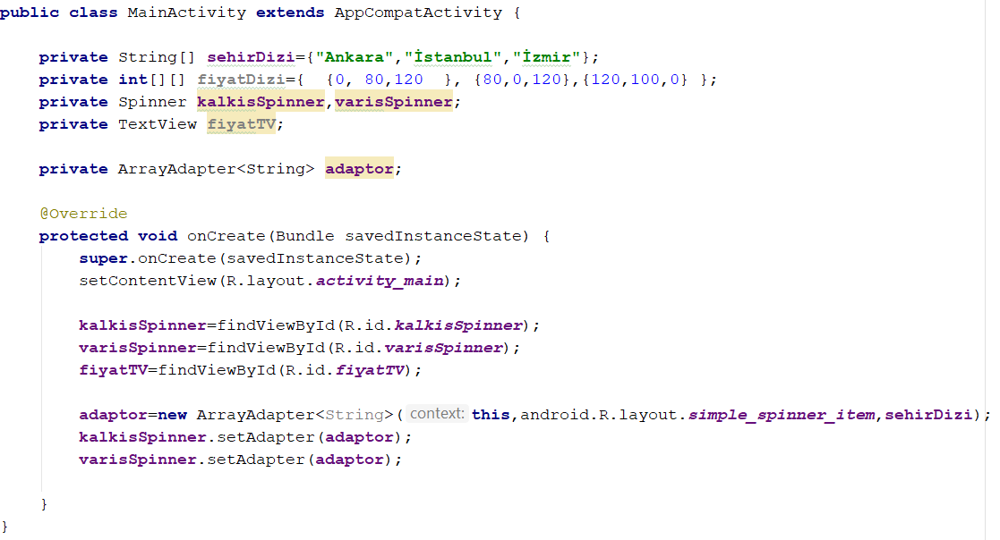 public class MainActivity extends AppCompatActivity {
private String[] sehirDizi={"Ankara","İstanbul","İzmir"};
private int[][] fiyatDizi={  {0, 80,120  }, {80,0,120},{120,100,0} };
private Spinner kalkisSpinner,varisSpinner;
private TextView fiyatTV;
private ArrayAdapter<String> adaptor;
@Override
protected void onCreate(Bundle savedInstanceState) {
super.onCreate(savedInstanceState);
setContentView(R.layout.activity_main);
kalkisSpinner=findViewById(R.id.kalkisSpinner);
varisSpinner=findViewById(R.id.varisSpinner);
fiyatTV=findViewById(R.id.fiyatTV);
adaptor=new ArrayAdapter<String>( context: this,android.R.layout.simple_spinner_item,sehirDizi);
kalkisSpinner.setAdapter(adaptor);
varisSpinner.setAdapter(adaptor);
}
}